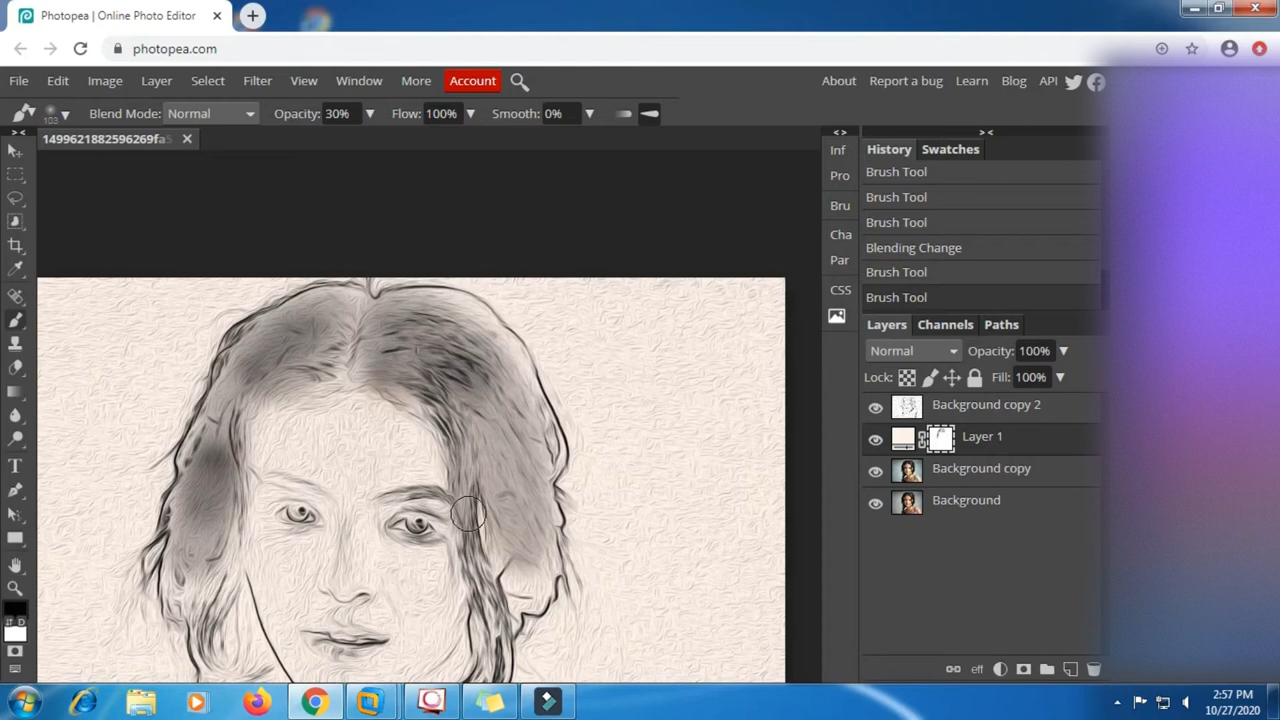 Photopea | Online Photo Editor
photopea.com
File Edit Image Layer Select Filter View Window More Account
About Report a bug Learn Blog API
103 Blend Mode: Normal Opacity: 30% Flow: 100% Smooth: 0%
> <
1499621882596269fa5
< >
> <
Inf
Pro
Bru
Cha
Par
CSS
History Swatches
Brush Tool
Brush Tool
Brush Tool
Blending Change
Brush Tool
Brush Tool
Layers Channels Paths
Normal Opacity: 100%
Lock: Fill: 100%
Background copy 2
Layer 1
Background copy
Background
D
eff
2:57 PM
10/27/2020